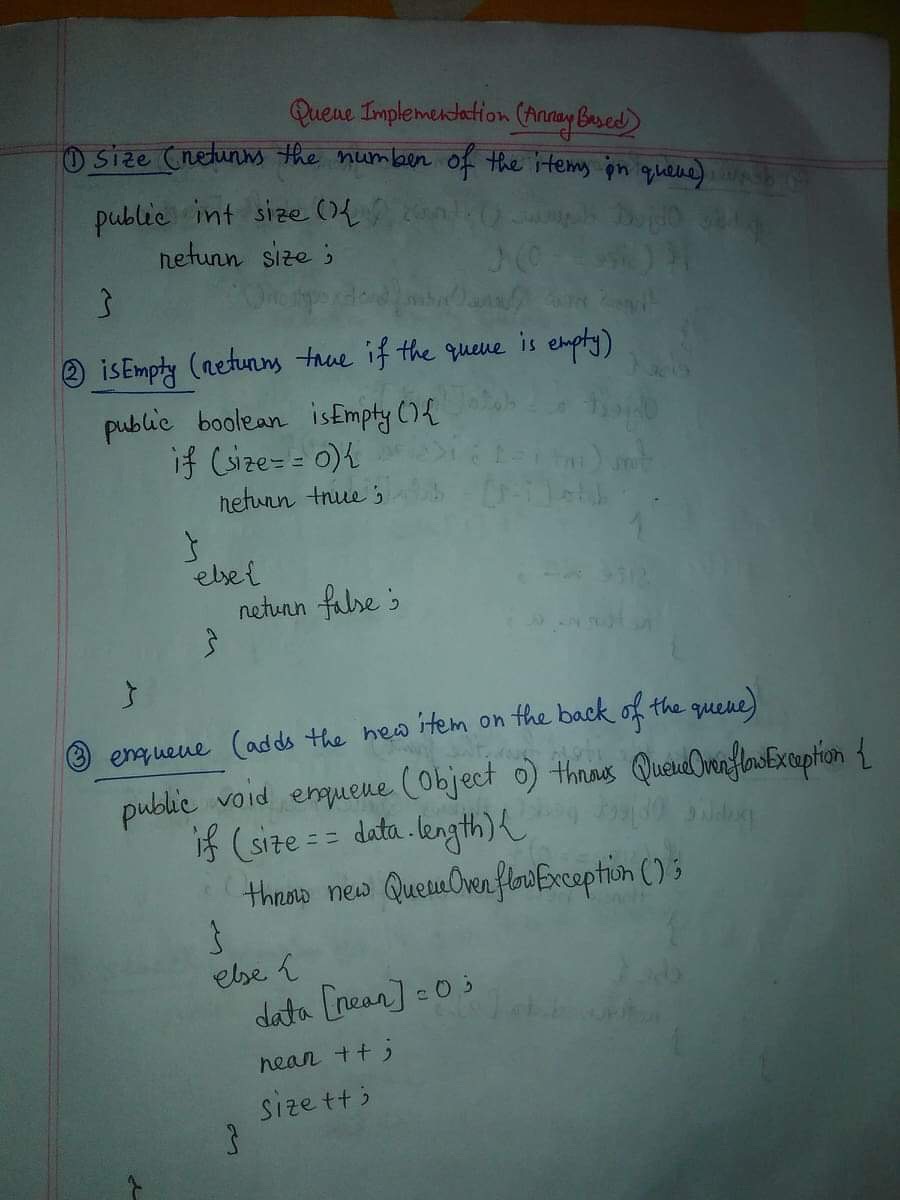 Queue Implementation (Array Based)
① size (returns the number of the items in queue)
public int size (){
return size ;
}
② isEmpty (returns true if the queue is empty)
public boolean isEmpty (){
if (size== 0){
return true ;
}
else{
return false ;
}
}
③ enqueue (adds the new item on the back of the queue)
public void enqueue (Object o) throws QueueOverflowException {
if (size == data.length){
throw new QueueOverflowException () ;
}
else {
data [rear] = o ;
rear ++ ;
size ++ ;
}
}